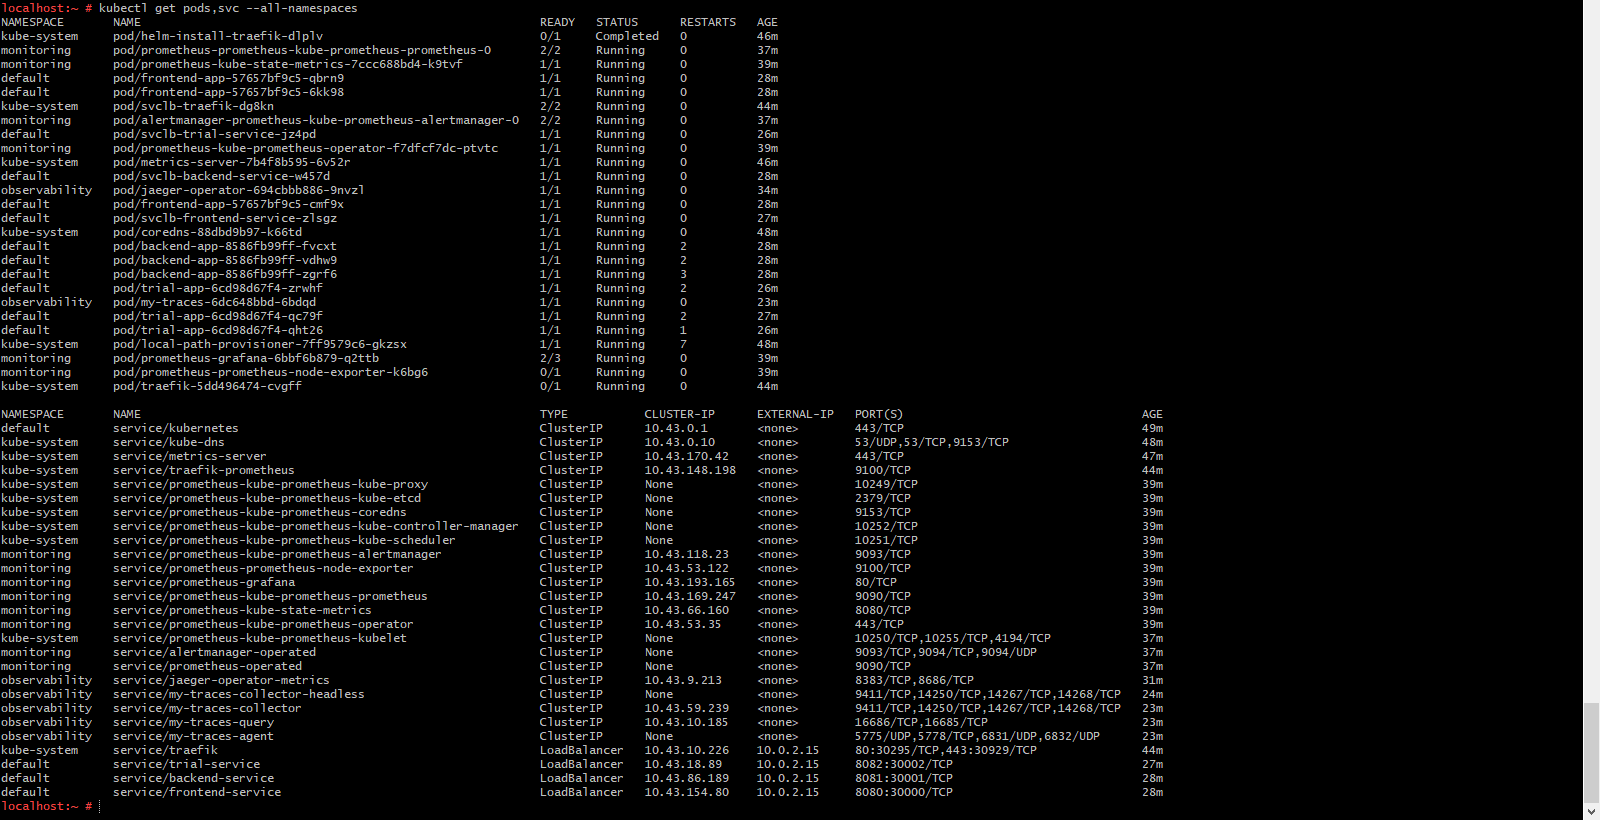 localhost:~ # kubectl get pods,svc --all-namespaces
NAMESPACE NAME READY STATUS RESTARTS AGE
kube-system pod/helm-install-traefik-dlplv 0/1 Completed 0 46m
monitoring pod/prometheus-prometheus-kube-prometheus-prometheus-0 2/2 Running 0 37m
monitoring pod/prometheus-kube-state-metrics-7ccc688bd4-k9tvf 1/1 Running 0 39m
default pod/frontend-app-57657bf9c5-qbrn9 1/1 Running 0 28m
default pod/frontend-app-57657bf9c5-6kk98 1/1 Running 0 28m
kube-system pod/svclb-traefik-dg8kn 2/2 Running 0 44m
monitoring pod/alertmanager-prometheus-kube-prometheus-alertmanager-0 2/2 Running 0 37m
default pod/svclb-trial-service-jz4pd 1/1 Running 0 26m
monitoring pod/prometheus-kube-prometheus-operator-f7dfcf7dc-ptvtc 1/1 Running 0 39m
kube-system pod/metrics-server-7b4f8b595-6v52r 1/1 Running 0 46m
default pod/svclb-backend-service-w457d 1/1 Running 0 28m
observability pod/jaeger-operator-694cbbb886-9nvzl 1/1 Running 0 34m
default pod/frontend-app-57657bf9c5-cmf9x 1/1 Running 0 28m
default pod/svclb-frontend-service-zlsgz 1/1 Running 0 27m
kube-system pod/coredns-88dbd9b97-k66td 1/1 Running 0 48m
default pod/backend-app-8586fb99ff-fvcxt 1/1 Running 2 28m
default pod/backend-app-8586fb99ff-vdhw9 1/1 Running 2 28m
default pod/backend-app-8586fb99ff-zgrf6 1/1 Running 3 28m
default pod/trial-app-6cd98d67f4-zrwhf 1/1 Running 2 26m
observability pod/my-traces-6dc648bbd-6bdqd 1/1 Running 0 23m
default pod/trial-app-6cd98d67f4-qc79f 1/1 Running 2 27m
default pod/trial-app-6cd98d67f4-qht26 1/1 Running 1 26m
kube-system pod/local-path-provisioner-7ff9579c6-gkzsx 1/1 Running 7 48m
monitoring pod/prometheus-grafana-6bbf6b879-q2ttb 2/3 Running 0 39m
monitoring pod/prometheus-prometheus-node-exporter-k6bg6 0/1 Running 0 39m
kube-system pod/traefik-5dd496474-cvgff 0/1 Running 0 44m
NAMESPACE NAME TYPE CLUSTER-IP EXTERNAL-IP PORT(S) AGE
default service/kubernetes ClusterIP 10.43.0.1 <none> 443/TCP 49m
kube-system service/kube-dns ClusterIP 10.43.0.10 <none> 53/UDP,53/TCP,9153/TCP 48m
kube-system service/metrics-server ClusterIP 10.43.170.42 <none> 443/TCP 47m
kube-system service/traefik-prometheus ClusterIP 10.43.148.198 <none> 9100/TCP 44m
kube-system service/prometheus-kube-prometheus-kube-proxy ClusterIP None <none> 10249/TCP 39m
kube-system service/prometheus-kube-prometheus-kube-etcd ClusterIP None <none> 2379/TCP 39m
kube-system service/prometheus-kube-prometheus-coredns ClusterIP None <none> 9153/TCP 39m
kube-system service/prometheus-kube-prometheus-kube-controller-manager ClusterIP None <none> 10252/TCP 39m
kube-system service/prometheus-kube-prometheus-kube-scheduler ClusterIP None <none> 10251/TCP 39m
monitoring service/prometheus-kube-prometheus-alertmanager ClusterIP 10.43.118.23 <none> 9093/TCP 39m
monitoring service/prometheus-prometheus-node-exporter ClusterIP 10.43.53.122 <none> 9100/TCP 39m
monitoring service/prometheus-grafana ClusterIP 10.43.193.165 <none> 80/TCP 39m
monitoring service/prometheus-kube-prometheus-prometheus ClusterIP 10.43.169.247 <none> 9090/TCP 39m
monitoring service/prometheus-kube-state-metrics ClusterIP 10.43.66.160 <none> 8080/TCP 39m
monitoring service/prometheus-kube-prometheus-operator ClusterIP 10.43.53.35 <none> 443/TCP 39m
kube-system service/prometheus-kube-prometheus-kubelet ClusterIP None <none> 10250/TCP,10255/TCP,4194/TCP 37m
monitoring service/alertmanager-operated ClusterIP None <none> 9093/TCP,9094/TCP,9094/UDP 37m
monitoring service/prometheus-operated ClusterIP None <none> 9090/TCP 37m
observability service/jaeger-operator-metrics ClusterIP 10.43.9.213 <none> 8383/TCP,8686/TCP 31m
observability service/my-traces-collector-headless ClusterIP None <none> 9411/TCP,14250/TCP,14267/TCP,14268/TCP 24m
observability service/my-traces-collector ClusterIP 10.43.59.239 <none> 9411/TCP,14250/TCP,14267/TCP,14268/TCP 23m
observability service/my-traces-query ClusterIP 10.43.10.185 <none> 16686/TCP,16685/TCP 23m
observability service/my-traces-agent ClusterIP None <none> 5775/UDP,5778/TCP,6831/UDP,6832/UDP 23m
kube-system service/traefik LoadBalancer 10.43.10.226 10.0.2.15 80:30295/TCP,443:30929/TCP 44m
default service/trial-service LoadBalancer 10.43.18.89 10.0.2.15 8082:30002/TCP 27m
default service/backend-service LoadBalancer 10.43.86.189 10.0.2.15 8081:30001/TCP 28m
default service/frontend-service LoadBalancer 10.43.154.80 10.0.2.15 8080:30000/TCP 28m
localhost:~ #